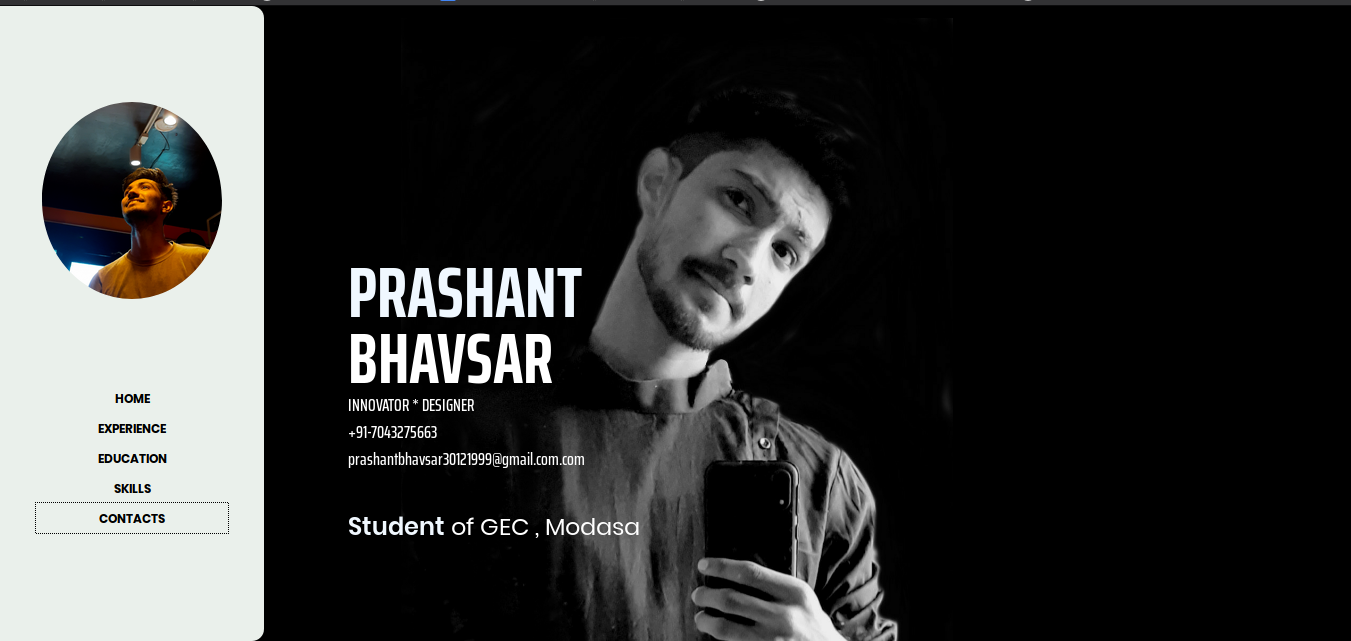 HOME
EXPERIENCE
EDUCATION
SKILLS
CONTACTS
PRASHANT
BHAVSAR
INNOVATOR * DESIGNER
+91-7043275663
prashantbhavsar30121999@gmail.com.com
Student of GEC , Modasa